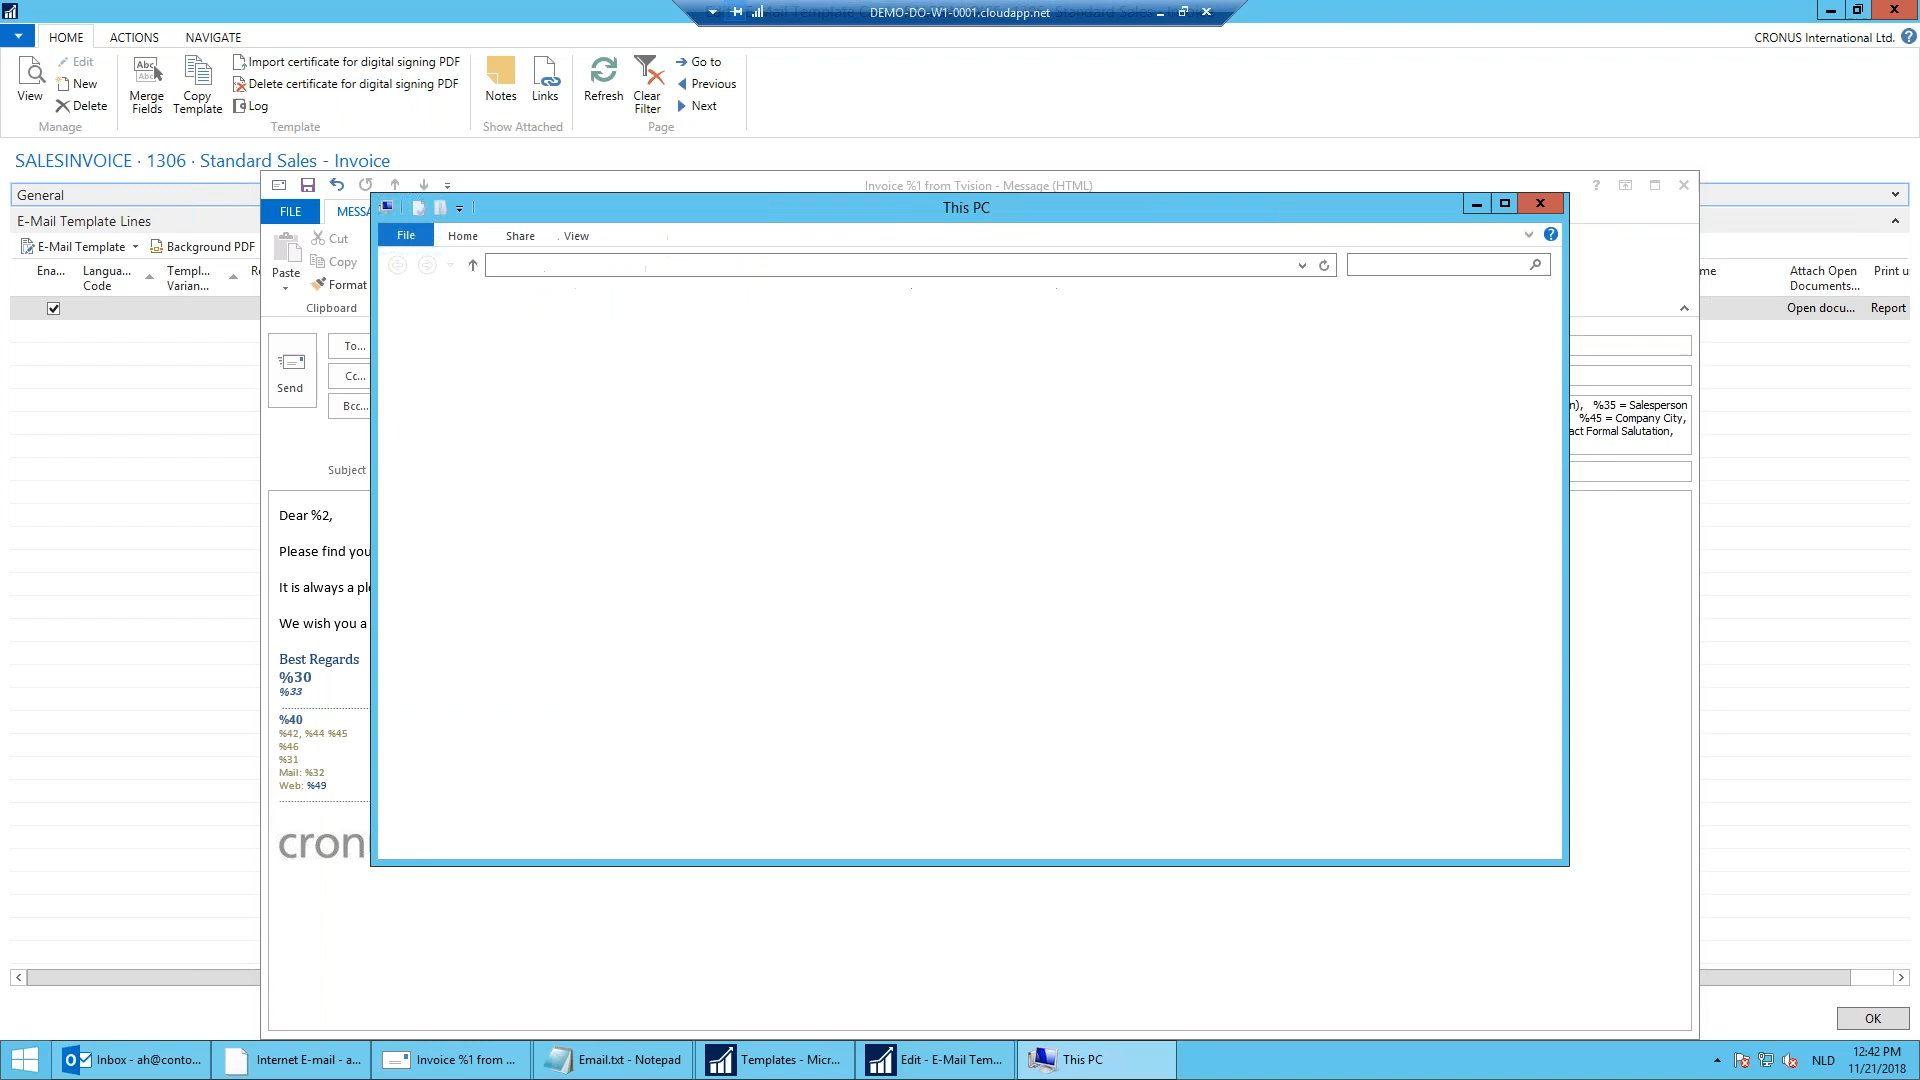 DEMO-DO-W1-0001.cloudapp.net
HOME ACTIONS NAVIGATE
CRONUS International Ltd.
View
Edit
New
Delete
Manage
Merge Fields
Copy Template
Import certificate for digital signing PDF
Delete certificate for digital signing PDF
Log
Template
Notes
Links
Show Attached
Refresh
Clear Filter
Go to
Previous
Next
Page
SALESINVOICE · 1306 · Standard Sales - Invoice
General
E-Mail Template Lines
E-Mail Template
Background PDF
Ena...
Langua... Code
Templ... Varian...
Attach Open Documents...
Print u
Open docu...
Report
Invoice %1 from Tvision - Message (HTML)
FILE
MESSA
Paste
Cut
Copy
Format
Clipboard
Send
To...
Cc...
Bcc...
Subject
%35 = Salesperson
%45 = Company City,
act Formal Salutation,
Dear %2,
Please find you
It is always a ple
We wish you a
Best Regards
%30
%33
%40
%42, %44 %45
%46
%31
Mail: %32
Web: %49
cron
This PC
File Home Share View
OK
Inbox - ah@conto...
Internet E-mail - a...
Invoice %1 from ...
Email.txt - Notepad
Templates - Micr...
Edit - E-Mail Tem...
This PC
NLD
12:42 PM
11/21/2018